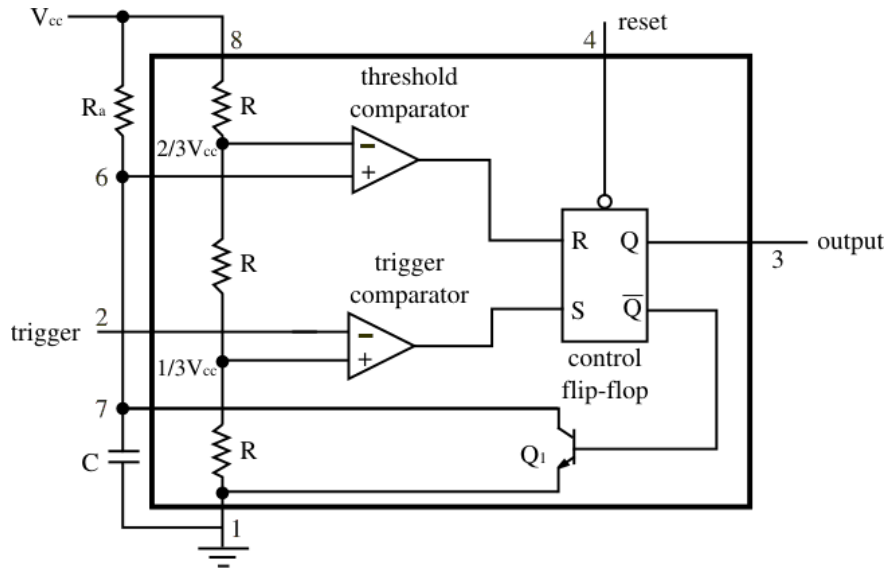 Vcc
8
4
reset
threshold
comparator
Ra
R
2/3Vcc
−
+
6
R
Q
output
3
R
trigger
comparator
2
trigger
S
Q̅
−
+
1/3Vcc
control
flip-flop
7
R
Q1
C
1